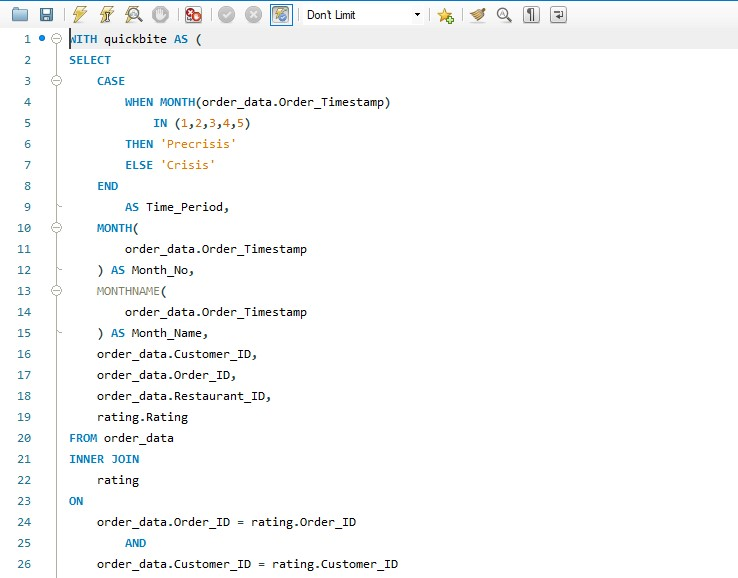 Don't Limit
1 WITH quickbite AS (
2 SELECT
3 CASE
4 WHEN MONTH(order_data.Order_Timestamp)
5 IN (1,2,3,4,5)
6 THEN 'Precrisis'
7 ELSE 'Crisis'
8 END
9 AS Time_Period,
10 MONTH(
11 order_data.Order_Timestamp
12 ) AS Month_No,
13 MONTHNAME(
14 order_data.Order_Timestamp
15 ) AS Month_Name,
16 order_data.Customer_ID,
17 order_data.Order_ID,
18 order_data.Restaurant_ID,
19 rating.Rating
20 FROM order_data
21 INNER JOIN
22 rating
23 ON
24 order_data.Order_ID = rating.Order_ID
25 AND
26 order_data.Customer_ID = rating.Customer_ID